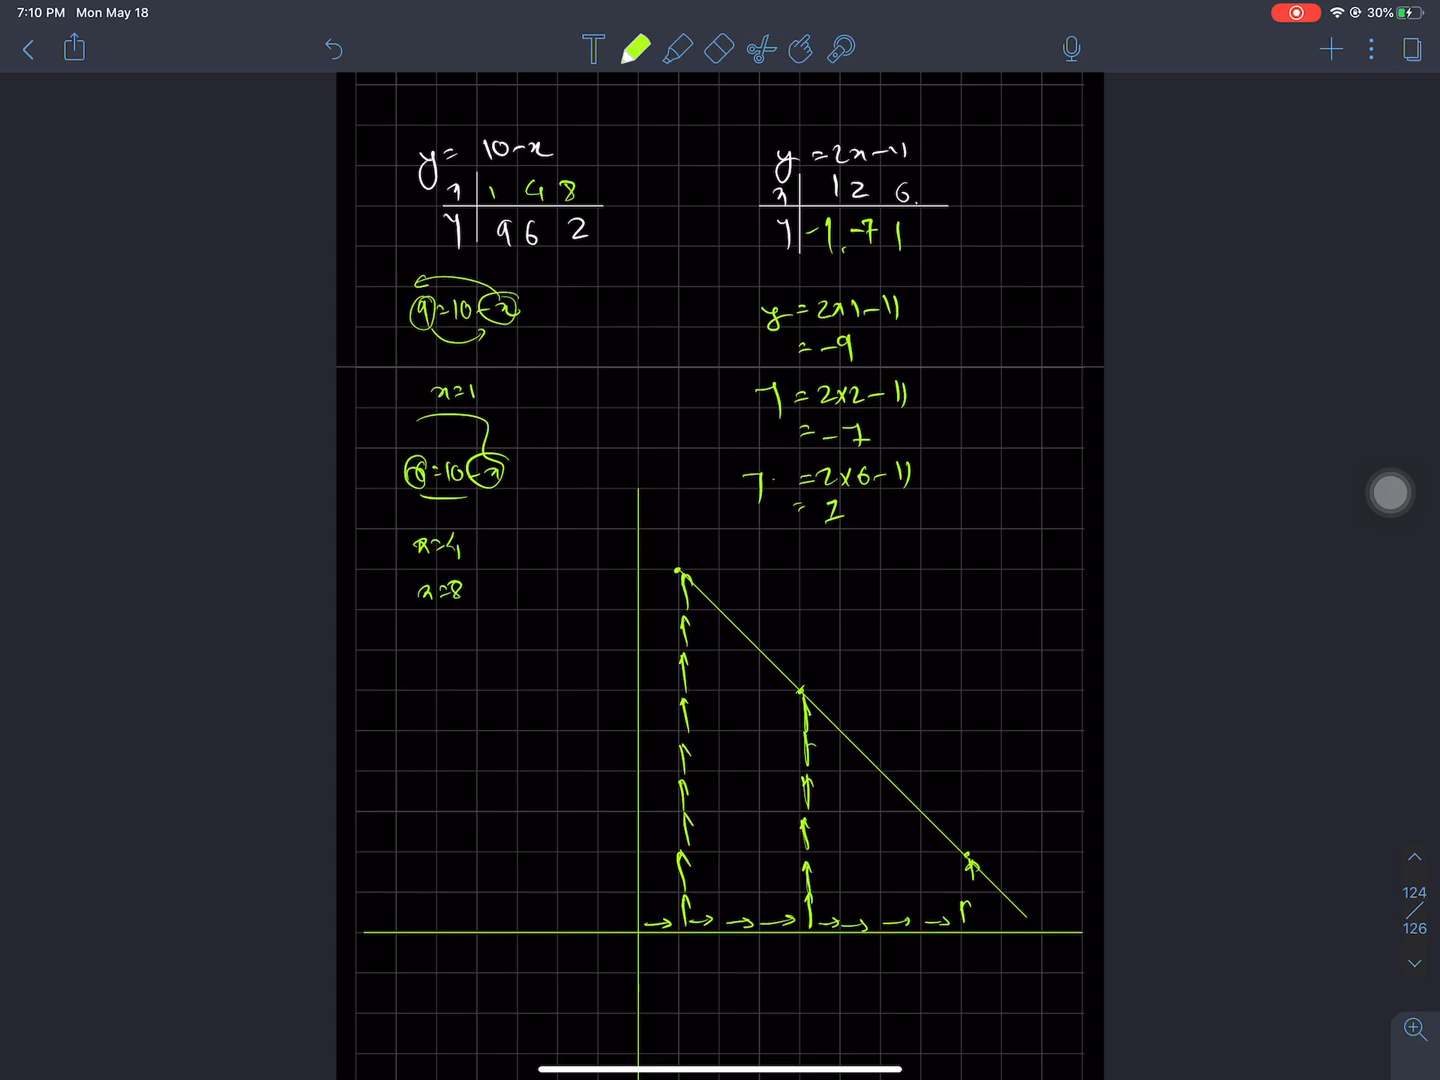 7:10 PM Mon May 18
30%
T
y = 10-x
x | 1 4 8
y | 9 6 2
9=10-x
x=1
6=10-x
x=4
x=8
y =2x-11
x | 1 2 6
y | -9 -7 1
y =2x1-11
= -9
y =2x2-11
= -7
y =2x6-11
= 1
124
126